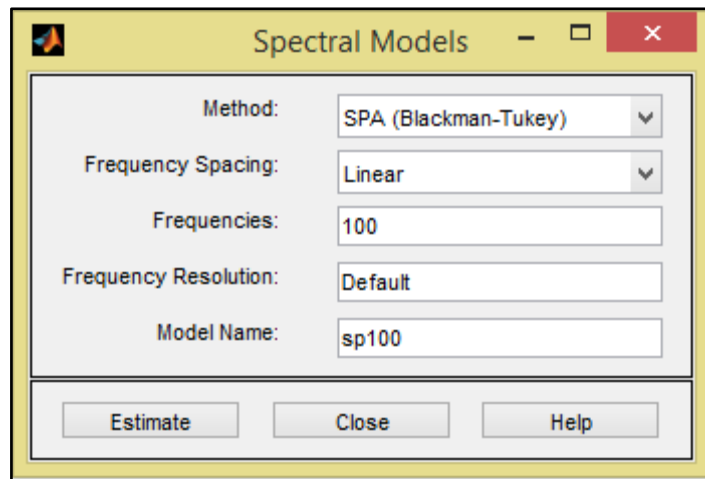 Spectral Models
Method: SPA (Blackman-Tukey)
Frequency Spacing: Linear
Frequencies: 100
Frequency Resolution: Default
Model Name: sp100
Estimate Close Help